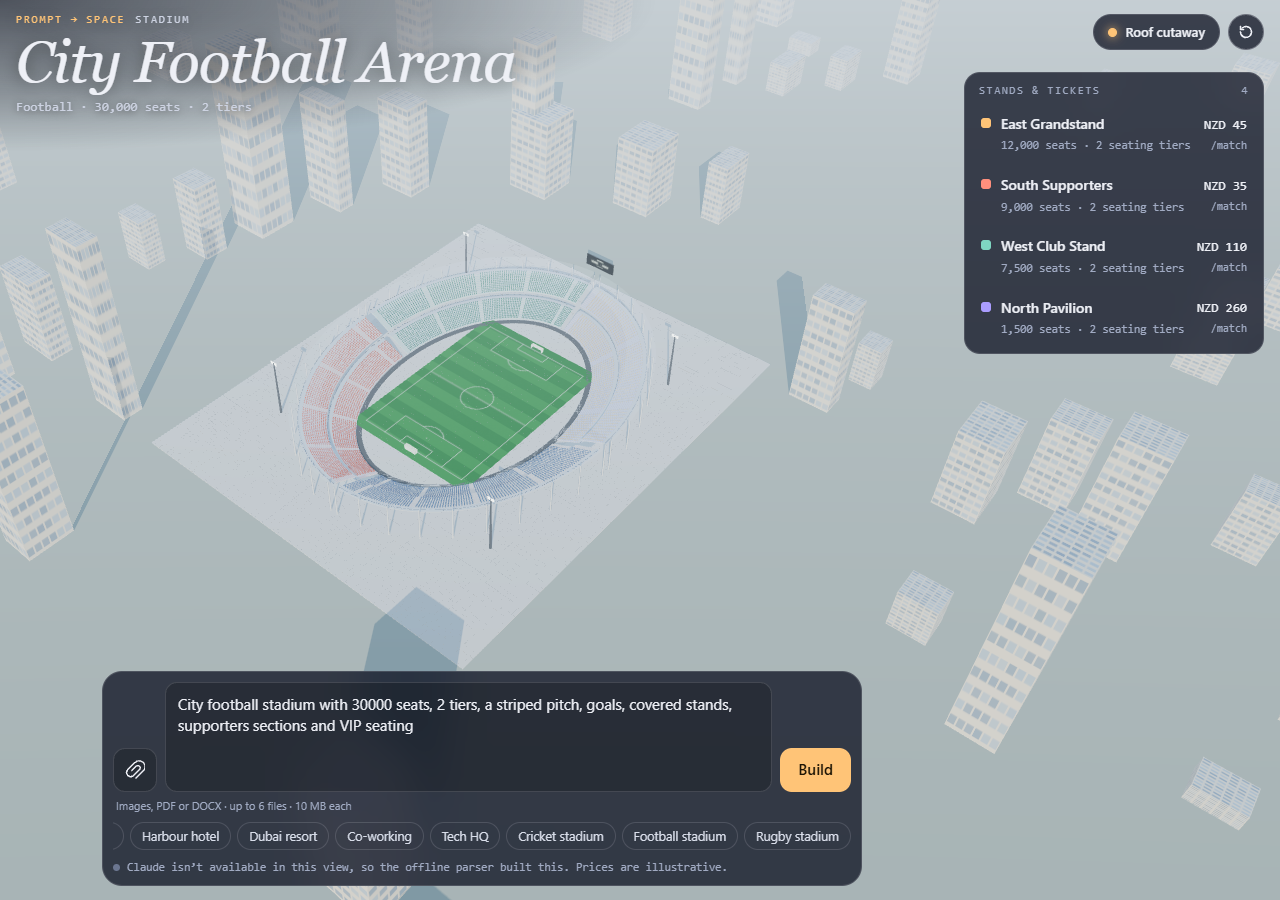 PROMPT → SPACE STADIUM
City Football Arena
Football · 30,000 seats · 2 tiers
Roof cutaway
STANDS & TICKETS 4
East Grandstand NZD 45
12,000 seats · 2 seating tiers /match
South Supporters NZD 35
9,000 seats · 2 seating tiers /match
West Club Stand NZD 110
7,500 seats · 2 seating tiers /match
North Pavilion NZD 260
1,500 seats · 2 seating tiers /match
City football stadium with 30000 seats, 2 tiers, a striped pitch, goals, covered stands,
supporters sections and VIP seating
Build
Images, PDF or DOCX · up to 6 files · 10 MB each
Harbour hotel Dubai resort Co-working Tech HQ Cricket stadium Football stadium Rugby stadium
Claude isn’t available in this view, so the offline parser built this. Prices are illustrative.